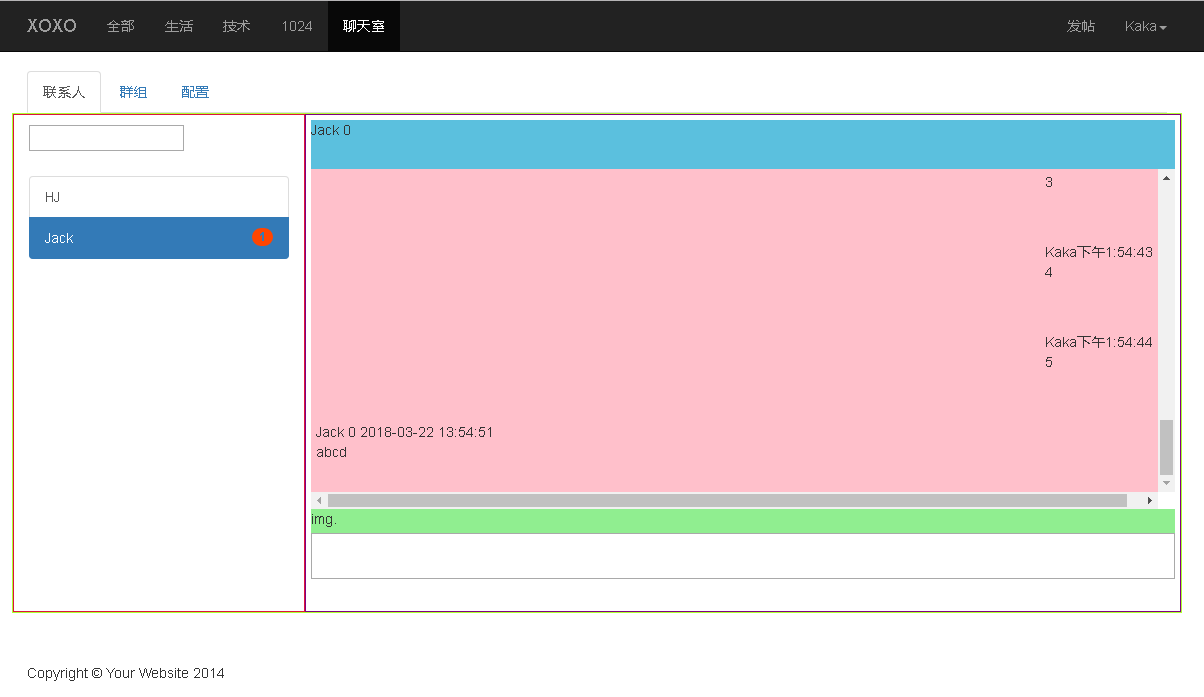 XOXO 全部 生活 技术 1024 聊天室 发帖 Kaka
联系人 群组 配置
HJ
Jack 1
Jack 0
3
Kaka下午1:54:43
4
Kaka下午1:54:44
5
Jack 0 2018-03-22 13:54:51
abcd
img.
Copyright © Your Website 2014